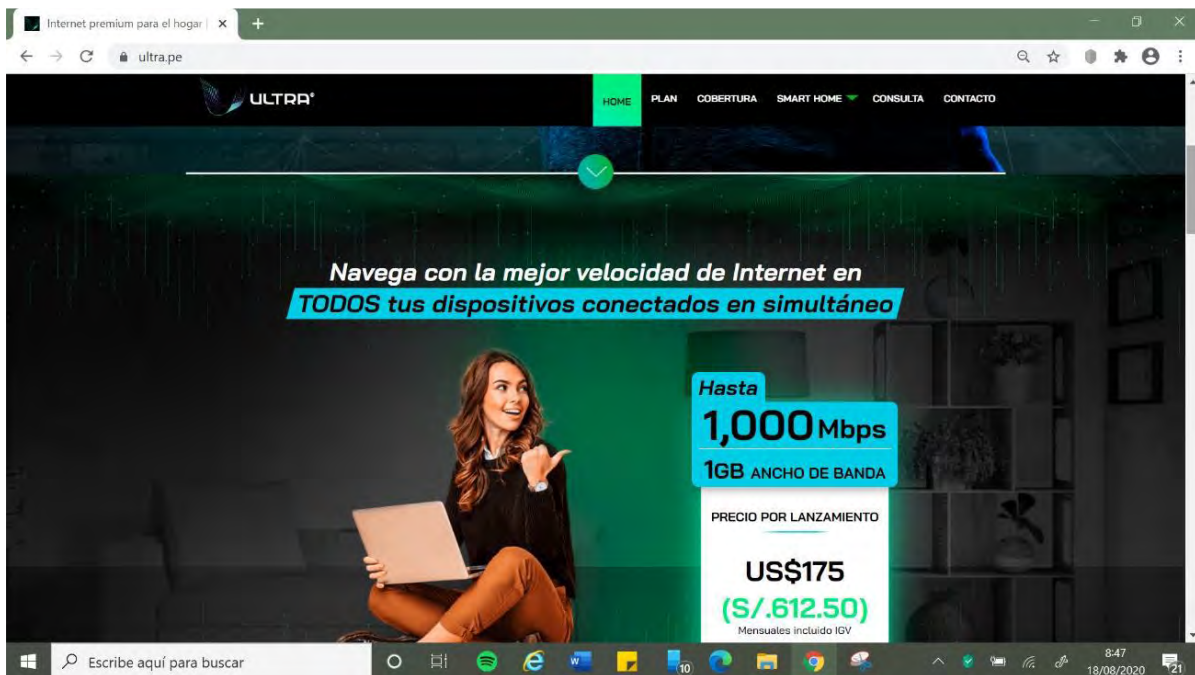 Internet premium para el hogar |
ultra.pe
ULTRA®
HOME PLAN COBERTURA SMART HOME CONSULTA CONTACTO
Navega con la mejor velocidad de Internet en
TODOS tus dispositivos conectados en simultáneo
Hasta
1,000 Mbps
1GB ANCHO DE BANDA
PRECIO POR LANZAMIENTO
US$175
(S/.612.50)
Mensuales incluido IGV
Escribe aquí para buscar
10
8:47
18/08/2020
21